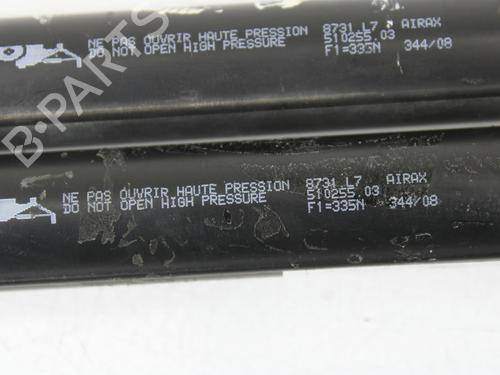 NE PAS OUVRIR HAUTE PRESSION 8731 L7 AIRAX
DO NOT OPEN HIGH PRESSURE 510255.03
F1=335N 344/08
NE PAS OUVRIR HAUTE PRESSION 8731 L7 AIRAX
DO NOT OPEN HIGH PRESSURE 510255.03
F1=335N 344/08
B-PARTS